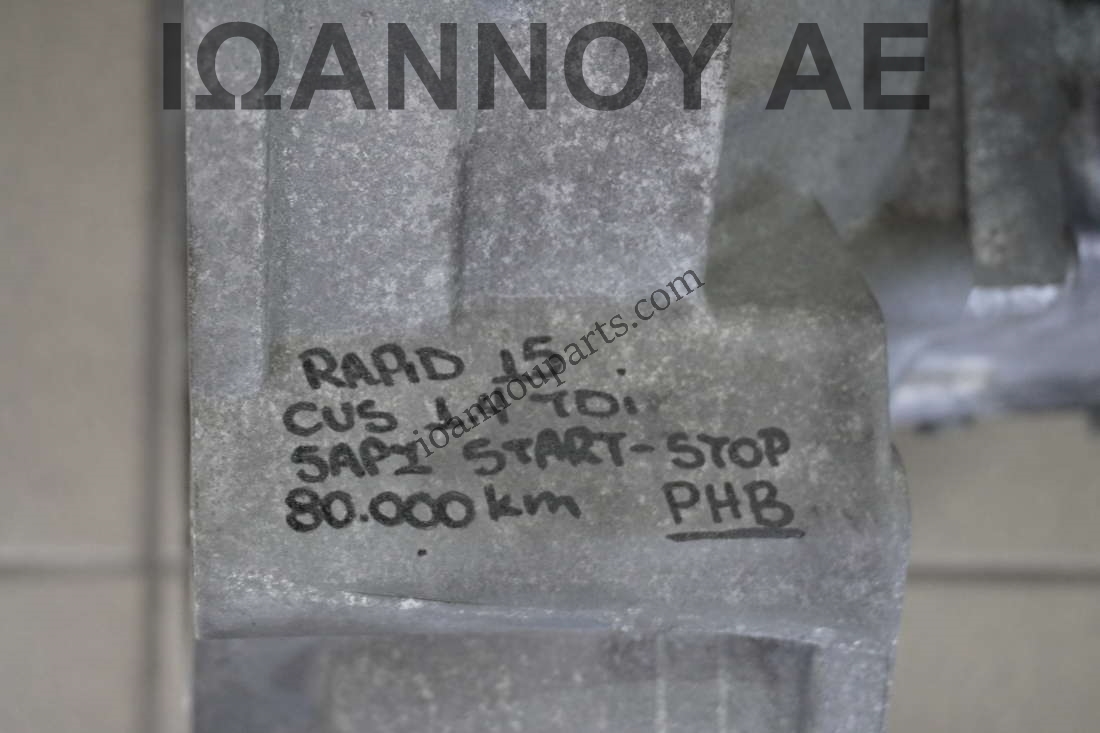 ΙΩΑΝΝΟΥ ΑΕ
ioannouparts.com
RAPiD 15
CUS 1.4 TDi
5ΑΡΙ START-STOP
80.000 km PHB